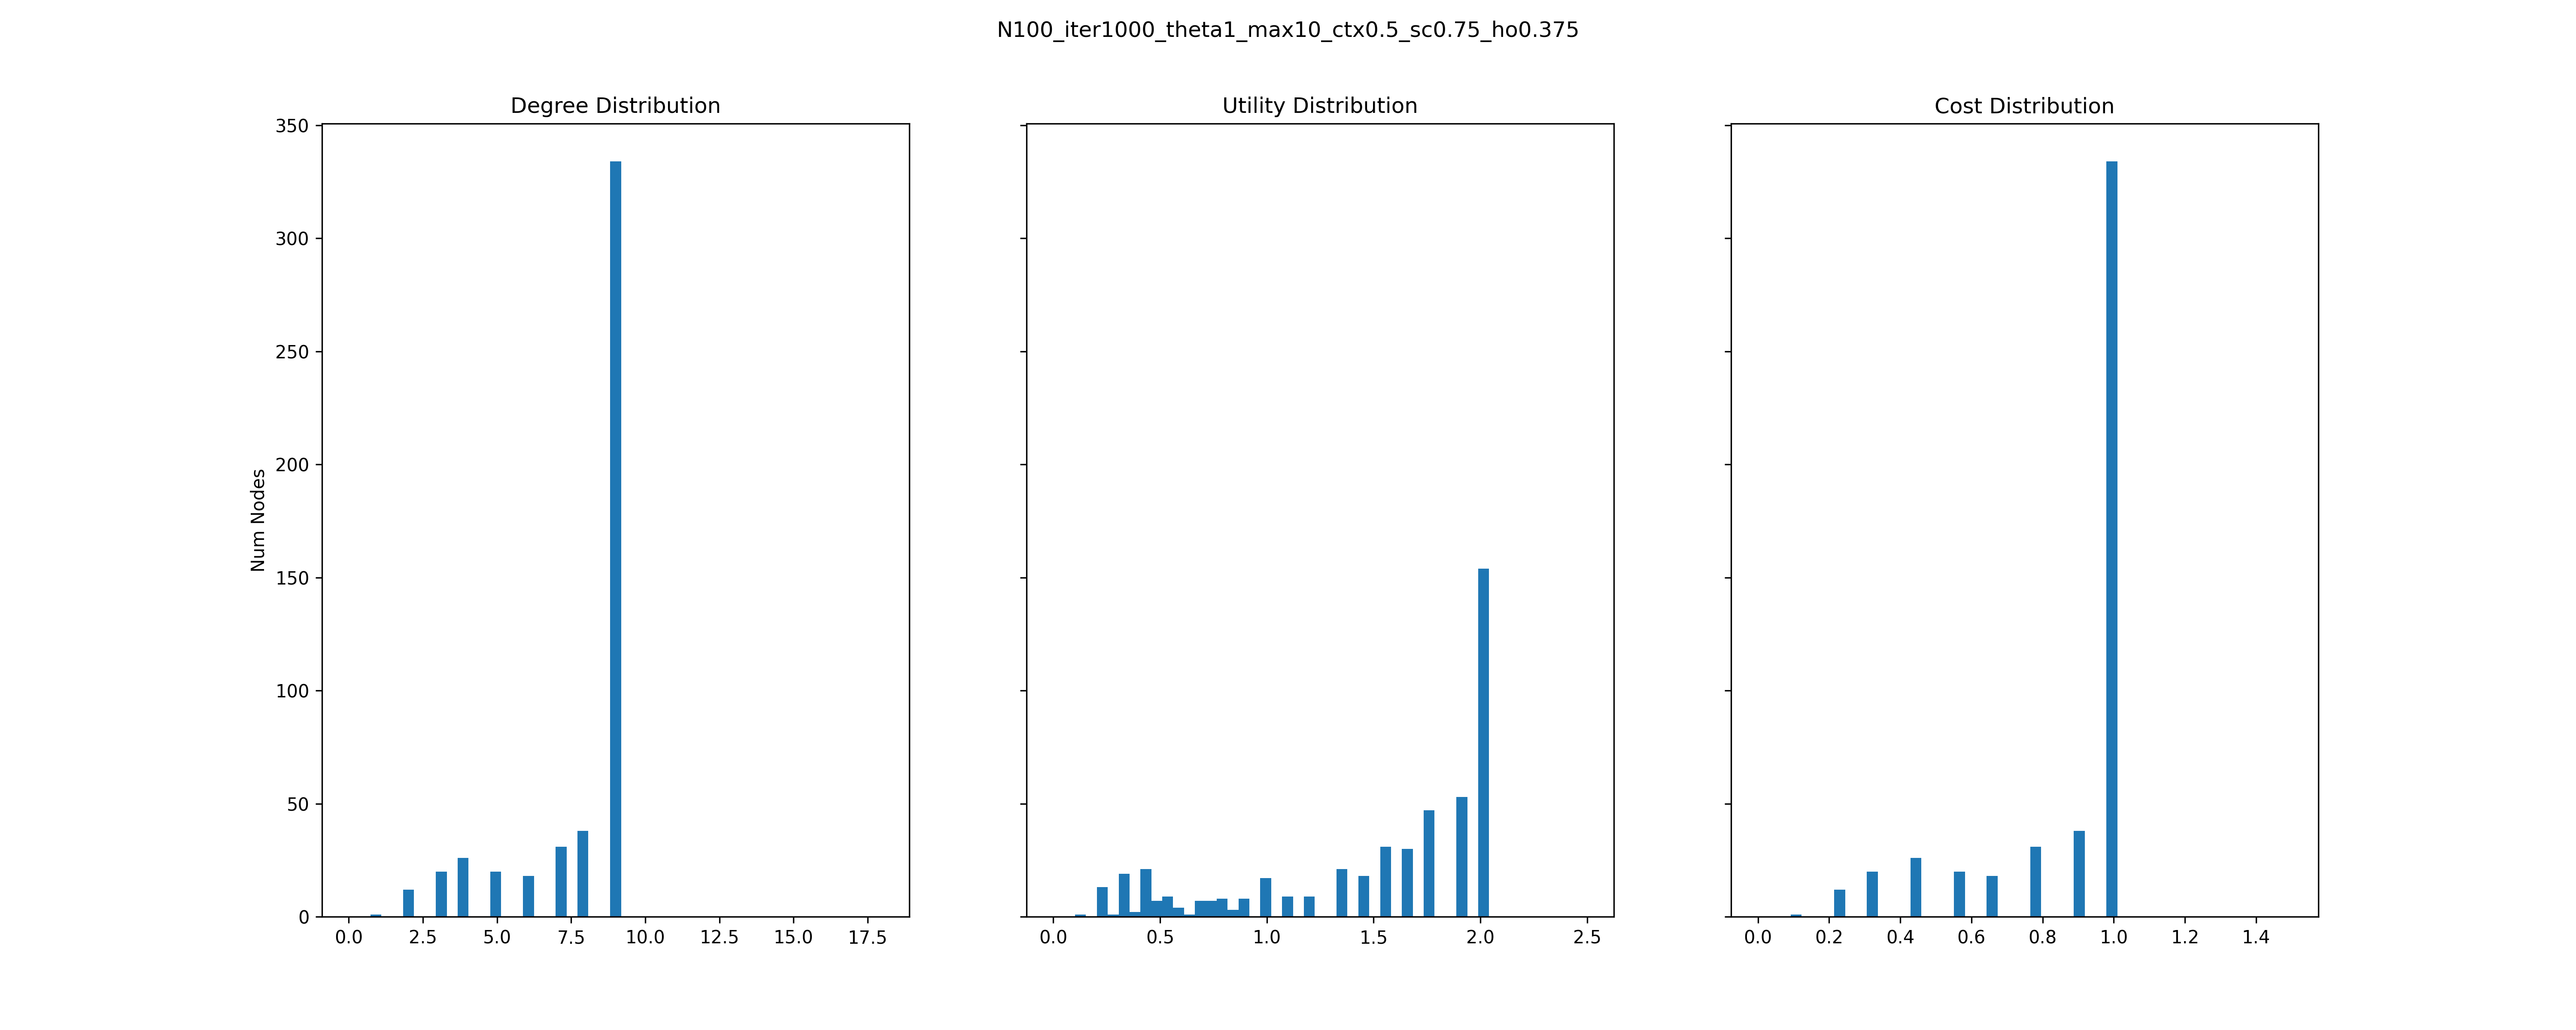 N100_iter1000_theta1_max10_ctx0.5_sc0.75_ho0.375
Degree Distribution
Utility Distribution
Cost Distribution
350
300
250
200
150
100
50
0
Num Nodes
0.0 2.5 5.0 7.5 10.0 12.5 15.0 17.5
0.0 0.5 1.0 1.5 2.0 2.5
0.0 0.2 0.4 0.6 0.8 1.0 1.2 1.4